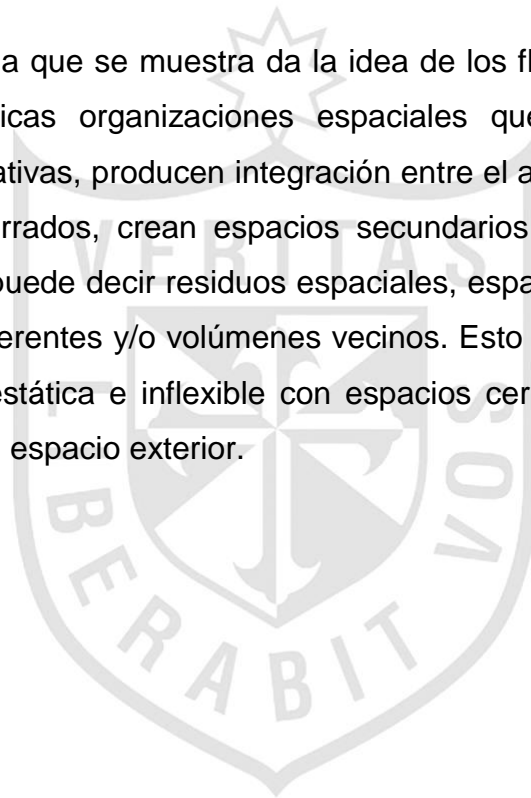 a que se muestra da la idea de los fl
icas organizaciones espaciales que
ativas, producen integración entre el a
rrados, crean espacios secundarios
puede decir residuos espaciales, espa
erentes y/o volúmenes vecinos. Esto
estática e inflexible con espacios cer
espacio exterior.
VERITAS
LIBERABIT VOS